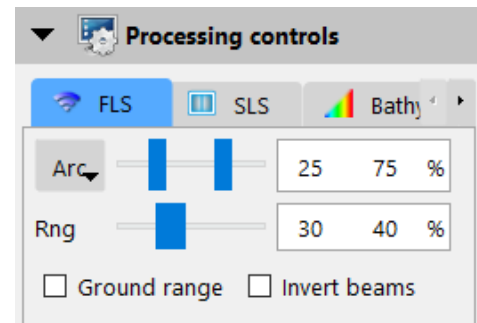 Processing controls
FLS SLS Bathy
Arc 25 75 %
Rng 30 40 %
Ground range Invert beams